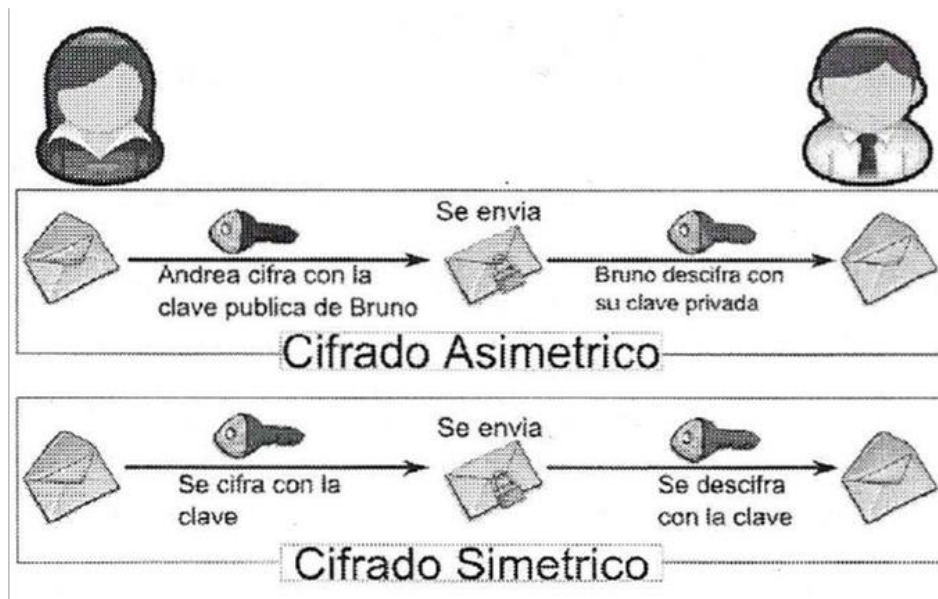 Se envia
Andrea cifra con la
clave publica de Bruno
Bruno descifra con
su clave privada
Cifrado Asimetrico
Se envia
Se cifra con la
clave
Se descifra
con la clave
Cifrado Simetrico